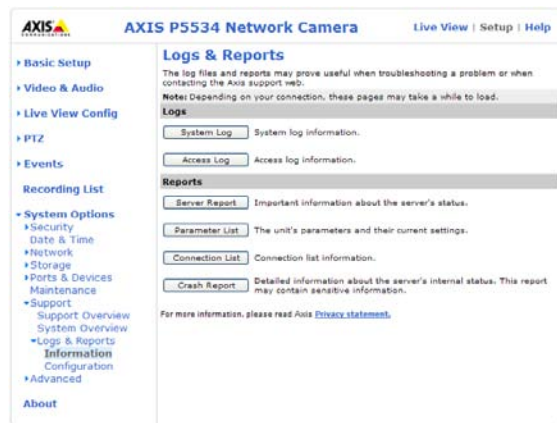 AXIS
COMMUNICATIONS
AXIS P5534 Network Camera
Live View | Setup | Help
Basic Setup
Video & Audio
Live View Config
PTZ
Events
Recording List
System Options
Security
Date & Time
Network
Storage
Ports & Devices
Maintenance
Support
Support Overview
System Overview
Logs & Reports
Information
Configuration
Advanced
About
Logs & Reports
The log files and reports may prove useful when troubleshooting a problem or when
contacting the Axis support web.
Note: Depending on your connection, these pages may take a while to load.
Logs
System Log System log information.
Access Log Access log information.
Reports
Server Report Important information about the server's status.
Parameter List The unit's parameters and their current settings.
Connection List Connection list information.
Crash Report Detailed information about the server's internal status. This report
may contain sensitive information.
For more information, please read Axis Privacy statement.